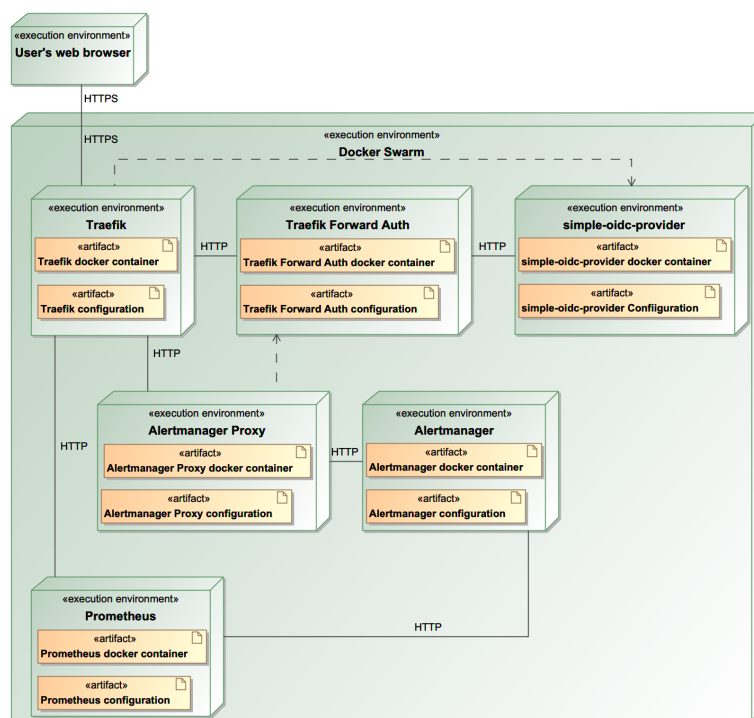 «execution environment»
User's web browser
HTTPS
HTTPS
«execution environment»
Docker Swarm
«execution environment»
Traefik
«artifact»
Traefik docker container
«artifact»
Traefik configuration
HTTP
«execution environment»
Traefik Forward Auth
«artifact»
Traefik Forward Auth docker container
«artifact»
Traefik Forward Auth configuration
HTTP
«execution environment»
simple-oidc-provider
«artifact»
simple-oidc-provider docker container
«artifact»
simple-oidc-provider Confiiguration
HTTP
HTTP
«execution environment»
Alertmanager Proxy
«artifact»
Alertmanager Proxy docker container
«artifact»
Alertmanager Proxy configuration
HTTP
«execution environment»
Alertmanager
«artifact»
Alertmanager docker container
«artifact»
Alertmanager configuration
«execution environment»
Prometheus
«artifact»
Prometheus docker container
«artifact»
Prometheus configuration
HTTP